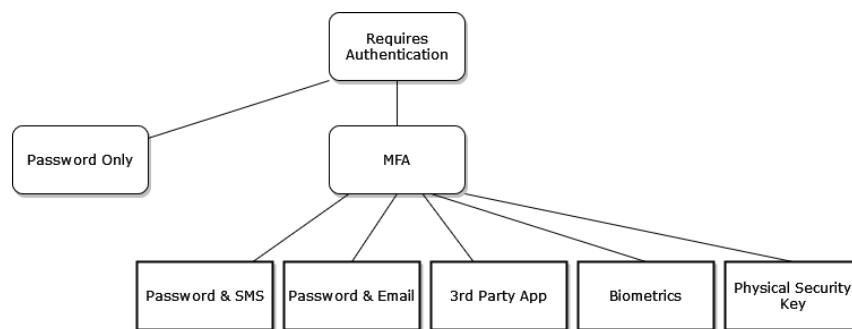 Requires
Authentication
Password Only
MFA
Password & SMS
Password & Email
3rd Party App
Biometrics
Physical Security
Key